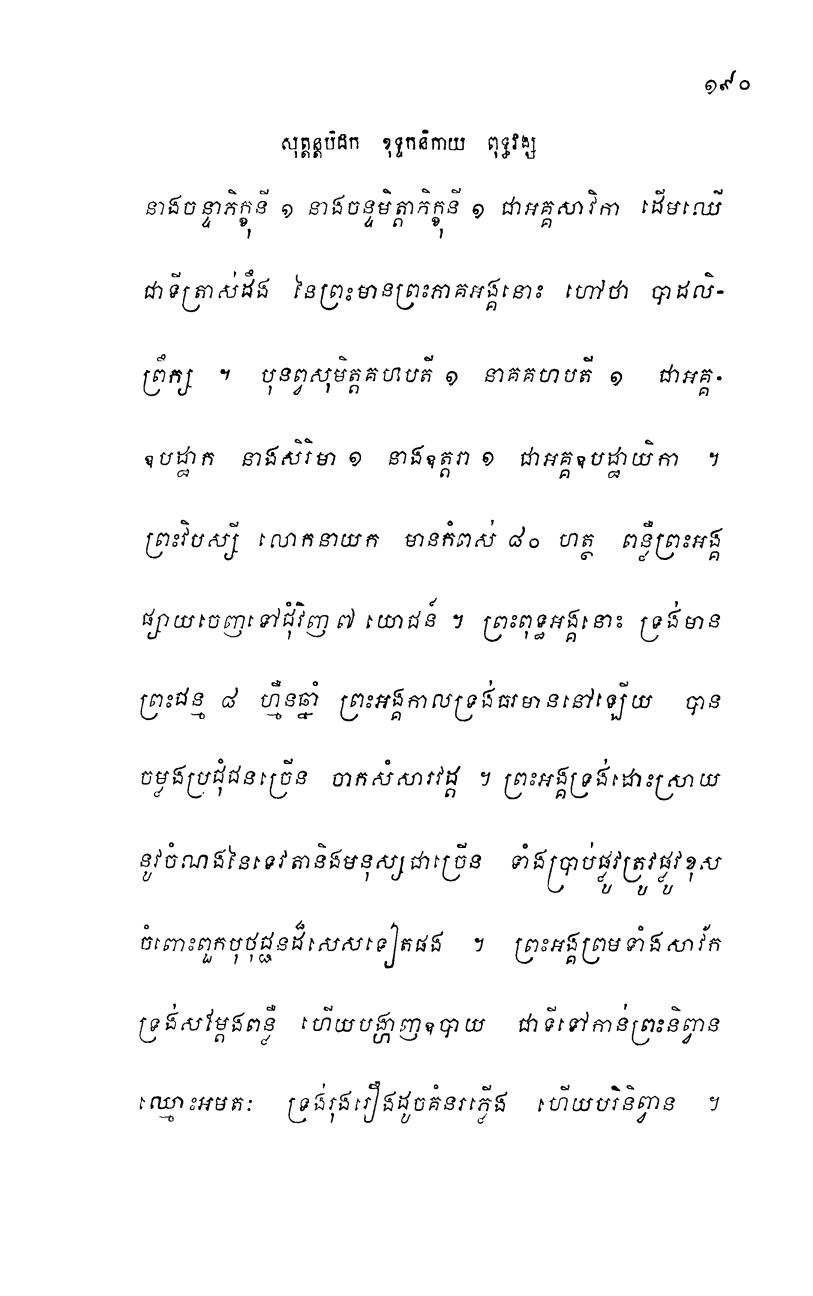 ១៩០
សុត្តន្តបិដក ខុទ្ទកនិកាយ ពុទ្ធវង្ស
នាងចន្ទាភិក្ខុនី ១ នាងចន្ទមិត្តាភិក្ខុនី ១ ជាអគ្គសាវិកា ដើមឈើ
ជាទីត្រាស់ដឹង នៃព្រះមានព្រះភាគអង្គនោះ ហៅថា បាដលិ-
ព្រឹក្ស ។ បុនព្វសុមិត្តគហបតី ១ នាគគហបតី ១ ជាអគ្គ-
ឧបដ្ឋាក នាងសិរិមា ១ នាងឧត្តរា ១ ជាអគ្គឧបដ្ឋាយិកា ។
ព្រះវិបស្សី លោកនាយក មានកំពស់ ៨០ ហត្ថ ពន្លឺព្រះអង្គ
ផ្សាយចេញទៅជុំវិញ ៧ យោជន៍ ។ ព្រះពុទ្ធអង្គនោះ ទ្រង់មាន
ព្រះជន្ម ៨ ហ្មឺនឆ្នាំ ព្រះអង្គកាលទ្រង់ធរមាននៅឡើយ បាន
ចម្លងប្រជុំជនច្រើន ចាកសំសារវដ្ត ។ ព្រះអង្គទ្រង់ដោះស្រាយ
នូវចំណងនៃទេវតានិងមនុស្សជាច្រើន ទាំងប្រាប់ផ្លូវត្រូវផ្លូវខុស
ចំពោះពួកបុថុជ្ជនដ៏សេសទៀតផង ។ ព្រះអង្គព្រមទាំងសាវ័ក
ទ្រង់សម្តែងពន្លឺ ហើយបង្ហាញឧបាយ ជាទីទៅកាន់ព្រះនិព្វាន
ឈ្មោះអមតៈ ទ្រង់រុងរឿងដូចគំនរភ្លើង ហើយបរិនិព្វាន ។